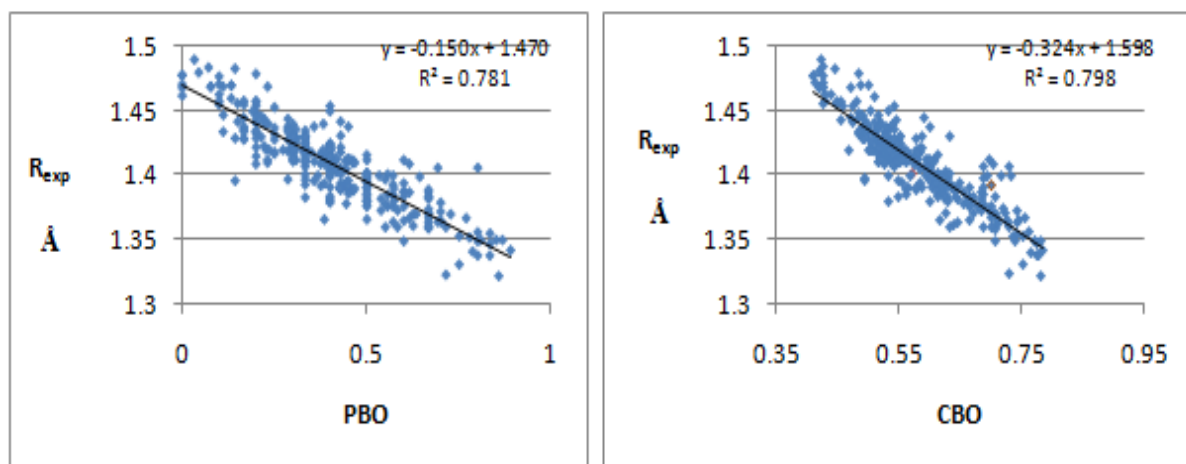 y = -0.150x + 1.470
R² = 0.781
1.5
1.45
1.4
1.35
1.3
R_exp
Å
0
0.5
1
PBO
y = -0.324x + 1.598
R² = 0.798
1.5
1.45
1.4
1.35
1.3
R_exp
Å
0.35
0.55
0.75
0.95
CBO